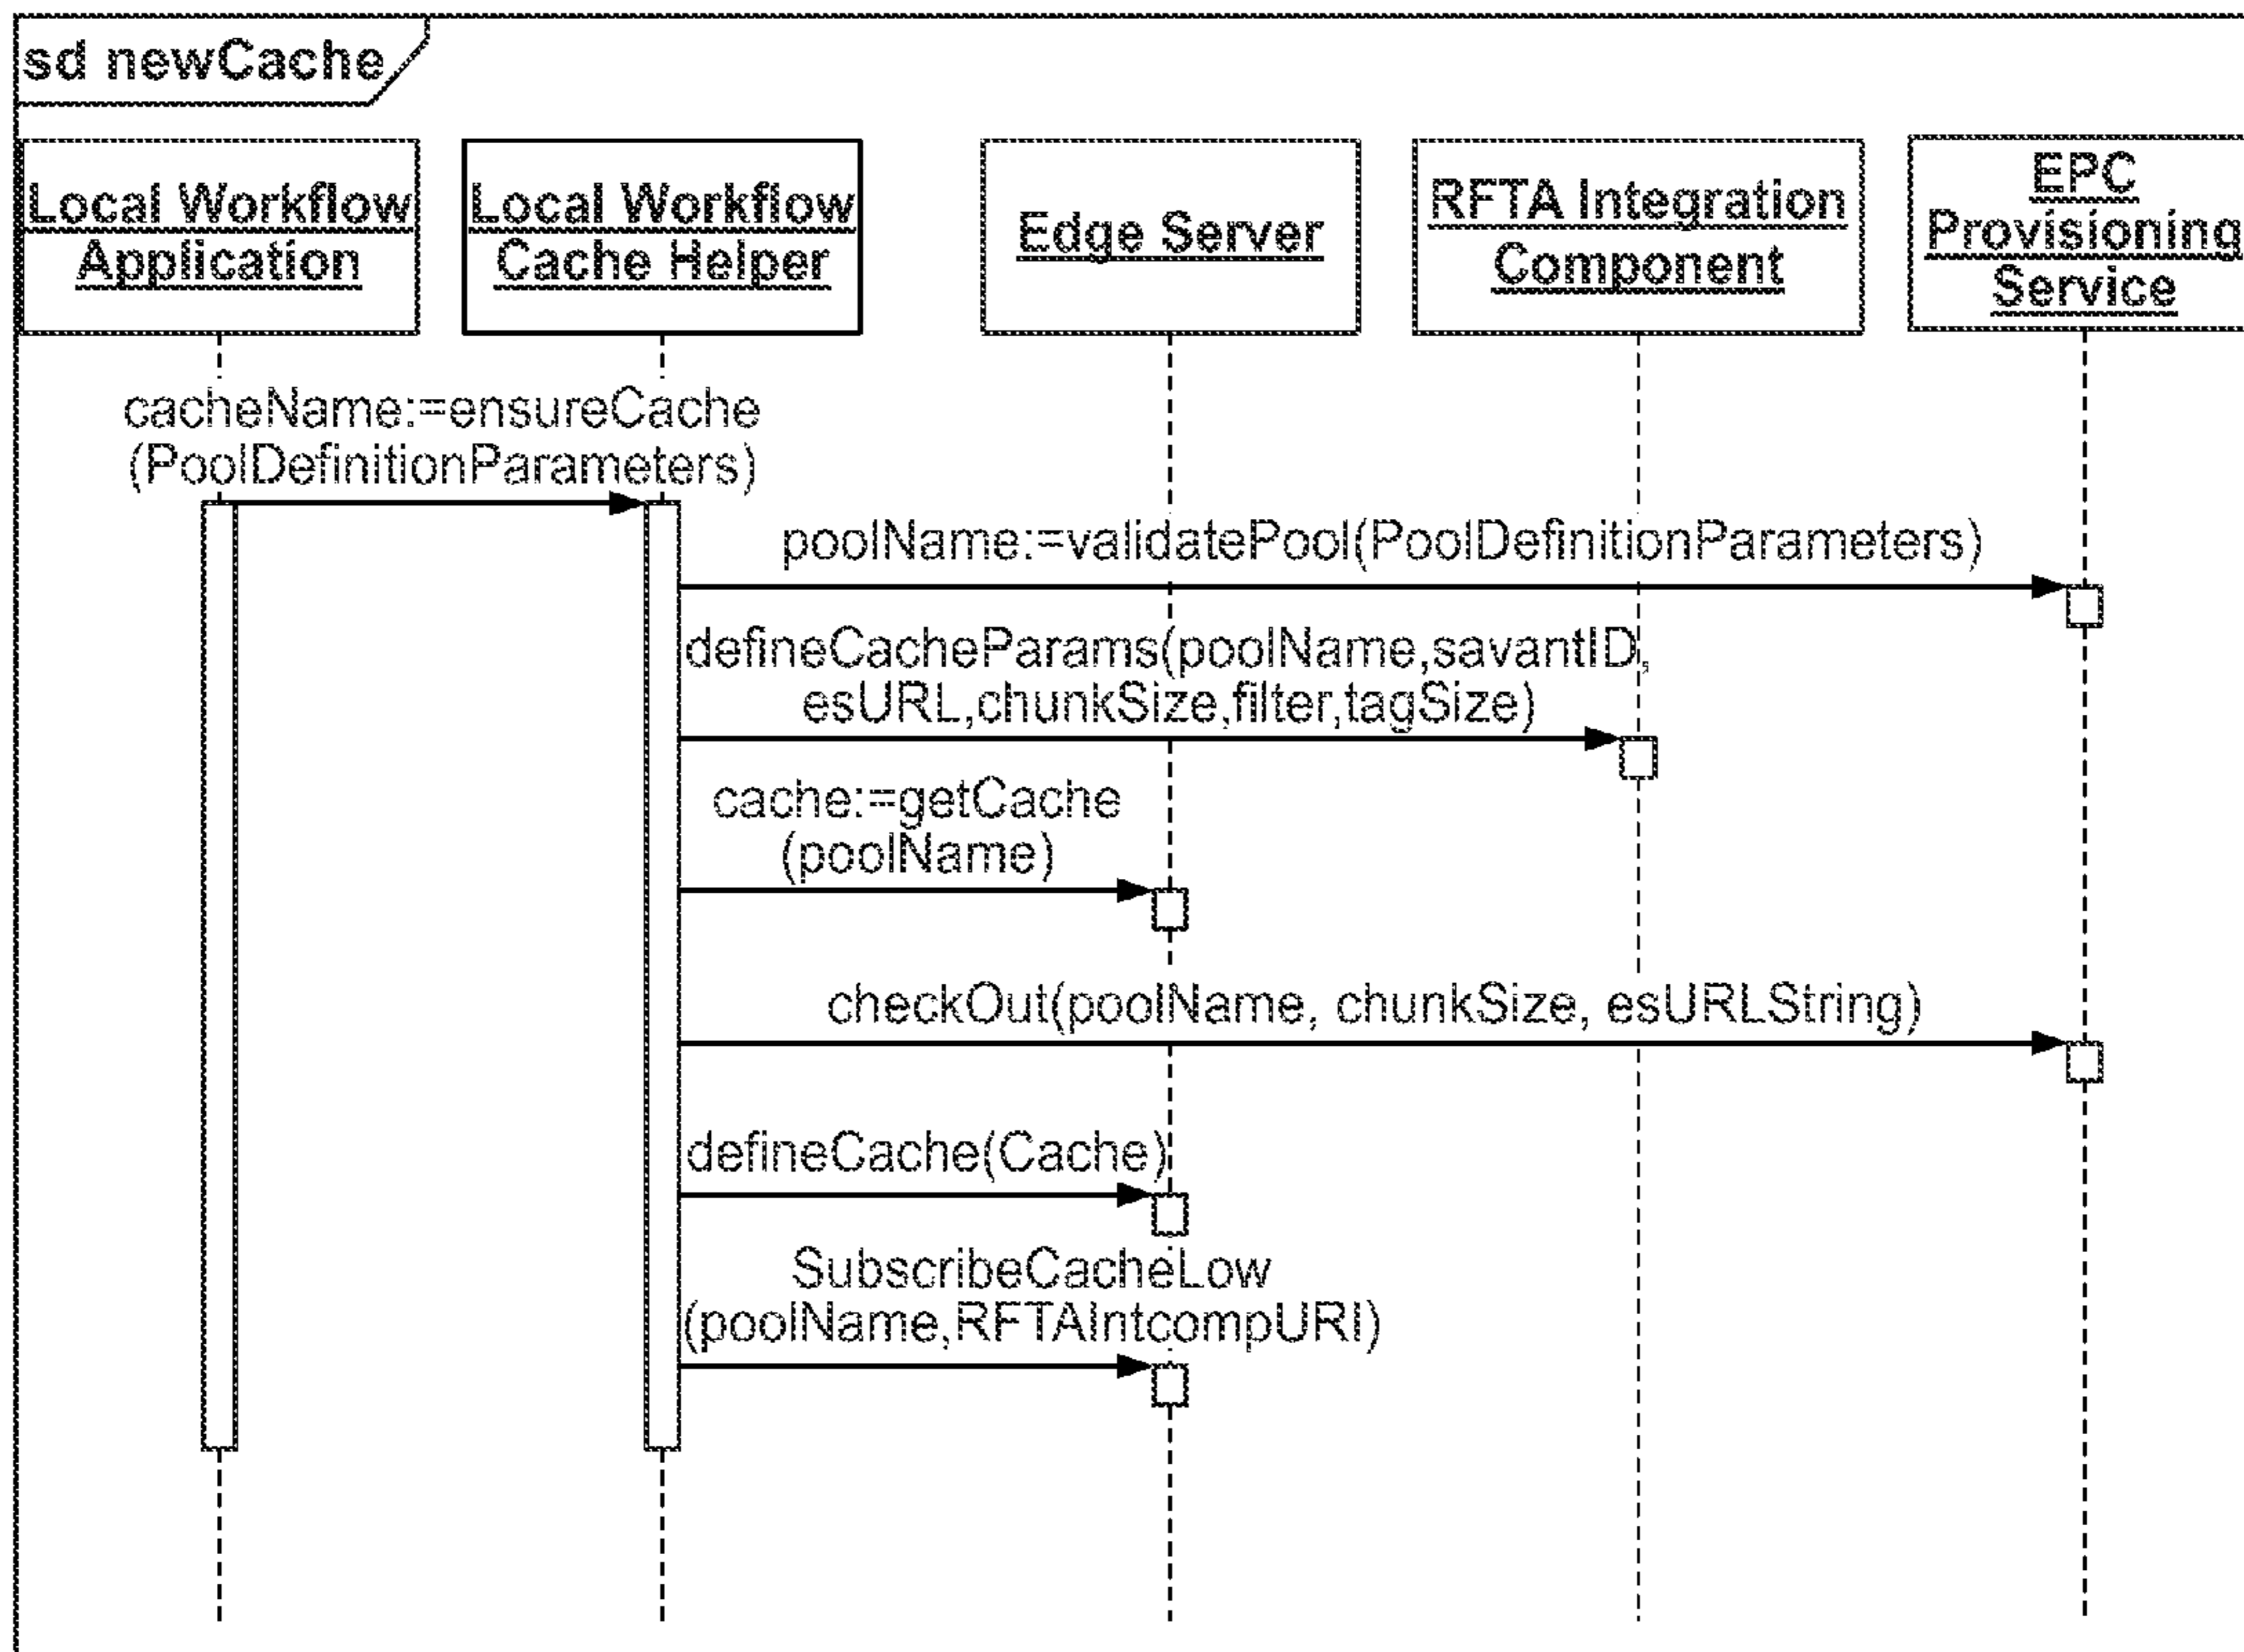 sd newCache
Local Workflow
Application
Local Workflow
Cache Helper
Edge Server
RFTA Integration
Component
EPC
Provisioning
Service
cacheName:=ensureCache
(PoolDefinitionParameters)
poolName:=validatePool(PoolDefinitionParameters)
defineCacheParams(poolName,savantID,
esURL,chunkSize,filter,tagSize)
cache:=getCache
(poolName)
checkOut(poolName, chunkSize, esURLString)
defineCache(Cache)
SubscribeCacheLow
(poolName,RFTAIntcompURI)